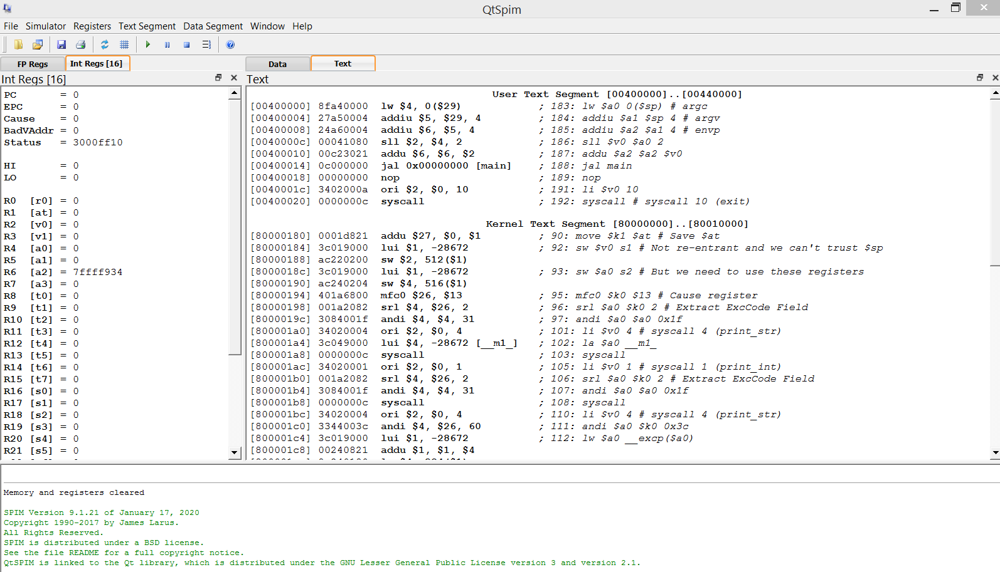 QtSpim
File Simulator Registers Text Segment Data Segment Window Help
FP Regs Int Regs [16] Data Text
Int Regs [16]
PC = 0
EPC = 0
Cause = 0
BadVAddr = 0
Status = 3000ff10
HI = 0
LO = 0
R0 [r0] = 0
R1 [at] = 0
R2 [v0] = 0
R3 [v1] = 0
R4 [a0] = 0
R5 [a1] = 0
R6 [a2] = 7ffff934
R7 [a3] = 0
R8 [t0] = 0
R9 [t1] = 0
R10 [t2] = 0
R11 [t3] = 0
R12 [t4] = 0
R13 [t5] = 0
R14 [t6] = 0
R15 [t7] = 0
R16 [s0] = 0
R17 [s1] = 0
R18 [s2] = 0
R19 [s3] = 0
R20 [s4] = 0
R21 [s5] = 0
Text
User Text Segment [00400000]..[00440000]
[00400000] 8fa40000 lw $4, 0($29) ; 183: lw $a0 0($sp) # argc
[00400004] 27a50004 addiu $5, $29, 4 ; 184: addiu $a1 $sp 4 # argv
[00400008] 24a60004 addiu $6, $5, 4 ; 185: addiu $a2 $a1 4 # envp
[0040000c] 00041080 sll $2, $4, 2 ; 186: sll $v0 $a0 2
[00400010] 00c23021 addu $6, $6, $2 ; 187: addu $a2 $a2 $v0
[00400014] 0c000000 jal 0x00000000 [main] ; 188: jal main
[00400018] 00000000 nop ; 189: nop
[0040001c] 3402000a ori $2, $0, 10 ; 191: li $v0 10
[00400020] 0000000c syscall ; 192: syscall # syscall 10 (exit)
Kernel Text Segment [80000000]..[80010000]
[80000180] 0001d821 addu $27, $0, $1 ; 90: move $k1 $at # Save $at
[80000184] 3c019000 lui $1, -28672 ; 92: sw $v0 s1 # Not re-entrant and we can't trust $sp
[80000188] ac220200 sw $2, 512($1)
[8000018c] 3c019000 lui $1, -28672 ; 93: sw $a0 s2 # But we need to use these registers
[80000190] ac240204 sw $4, 516($1)
[80000194] 401a6800 mfc0 $26, $13 ; 95: mfc0 $k0 $13 # Cause register
[80000198] 001a2082 srl $4, $26, 2 ; 96: srl $a0 $k0 2 # Extract ExcCode Field
[8000019c] 3084001f andi $4, $4, 31 ; 97: andi $a0 $a0 0x1f
[800001a0] 34020004 ori $2, $0, 4 ; 101: li $v0 4 # syscall 4 (print_str)
[800001a4] 3c049000 lui $4, -28672 [__m1_] ; 102: la $a0 __m1_
[800001a8] 0000000c syscall ; 103: syscall
[800001ac] 34020001 ori $2, $0, 1 ; 105: li $v0 1 # syscall 1 (print_int)
[800001b0] 001a2082 srl $4, $26, 2 ; 106: srl $a0 $k0 2 # Extract ExcCode Field
[800001b4] 3084001f andi $4, $4, 31 ; 107: andi $a0 $a0 0x1f
[800001b8] 0000000c syscall ; 108: syscall
[800001bc] 34020004 ori $2, $0, 4 ; 110: li $v0 4 # syscall 4 (print_str)
[800001c0] 3344003c andi $4, $26, 60 ; 111: andi $a0 $k0 0x3c
[800001c4] 3c019000 lui $1, -28672 ; 112: lw $a0 __excp($a0)
[800001c8] 00240821 addu $1, $1, $4
Memory and registers cleared
SPIM Version 9.1.21 of January 17, 2020
Copyright 1990-2017 by James Larus.
All Rights Reserved.
SPIM is distributed under a BSD license.
See the file README for a full copyright notice.
QtSPIM is linked to the Qt library, which is distributed under the GNU Lesser General Public License version 3 and version 2.1.